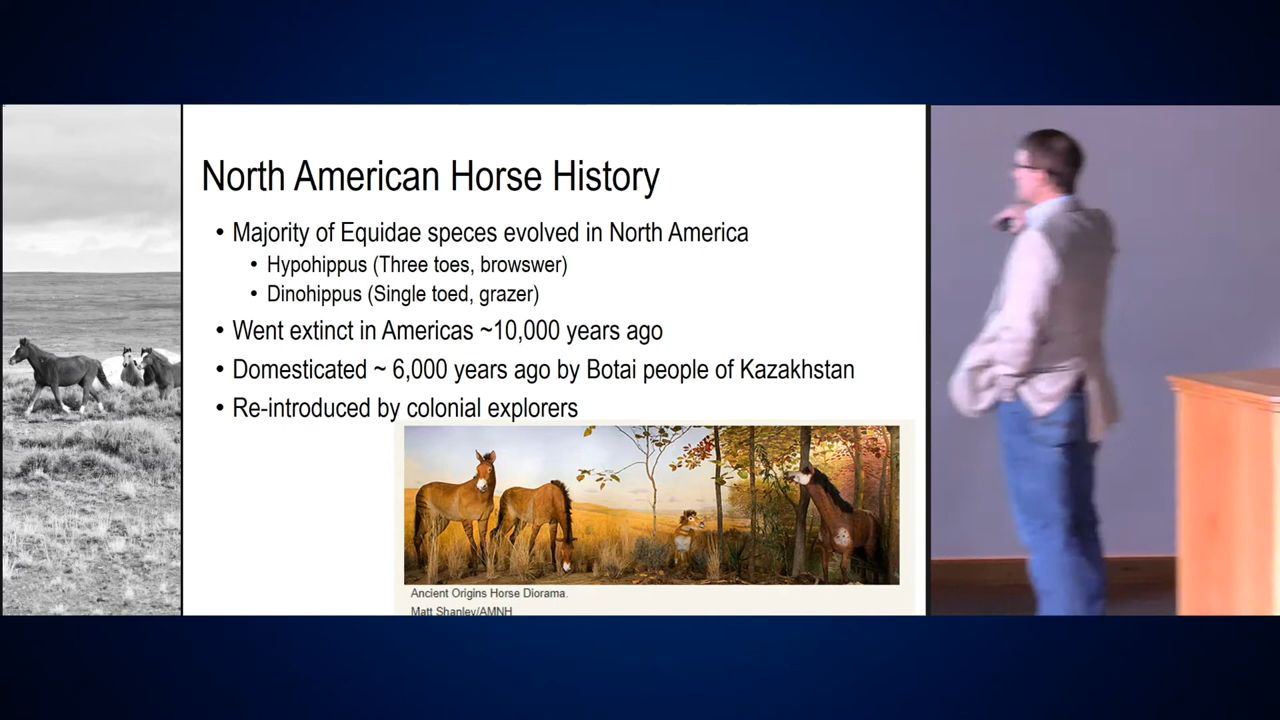 North American Horse History
• Majority of Equidae speces evolved in North America
• Hypohippus (Three toes, browswer)
• Dinohippus (Single toed, grazer)
• Went extinct in Americas ~10,000 years ago
• Domesticated ~ 6,000 years ago by Botai people of Kazakhstan
• Re-introduced by colonial explorers
Ancient Origins Horse Diorama.
Matt Shanley/AMNH